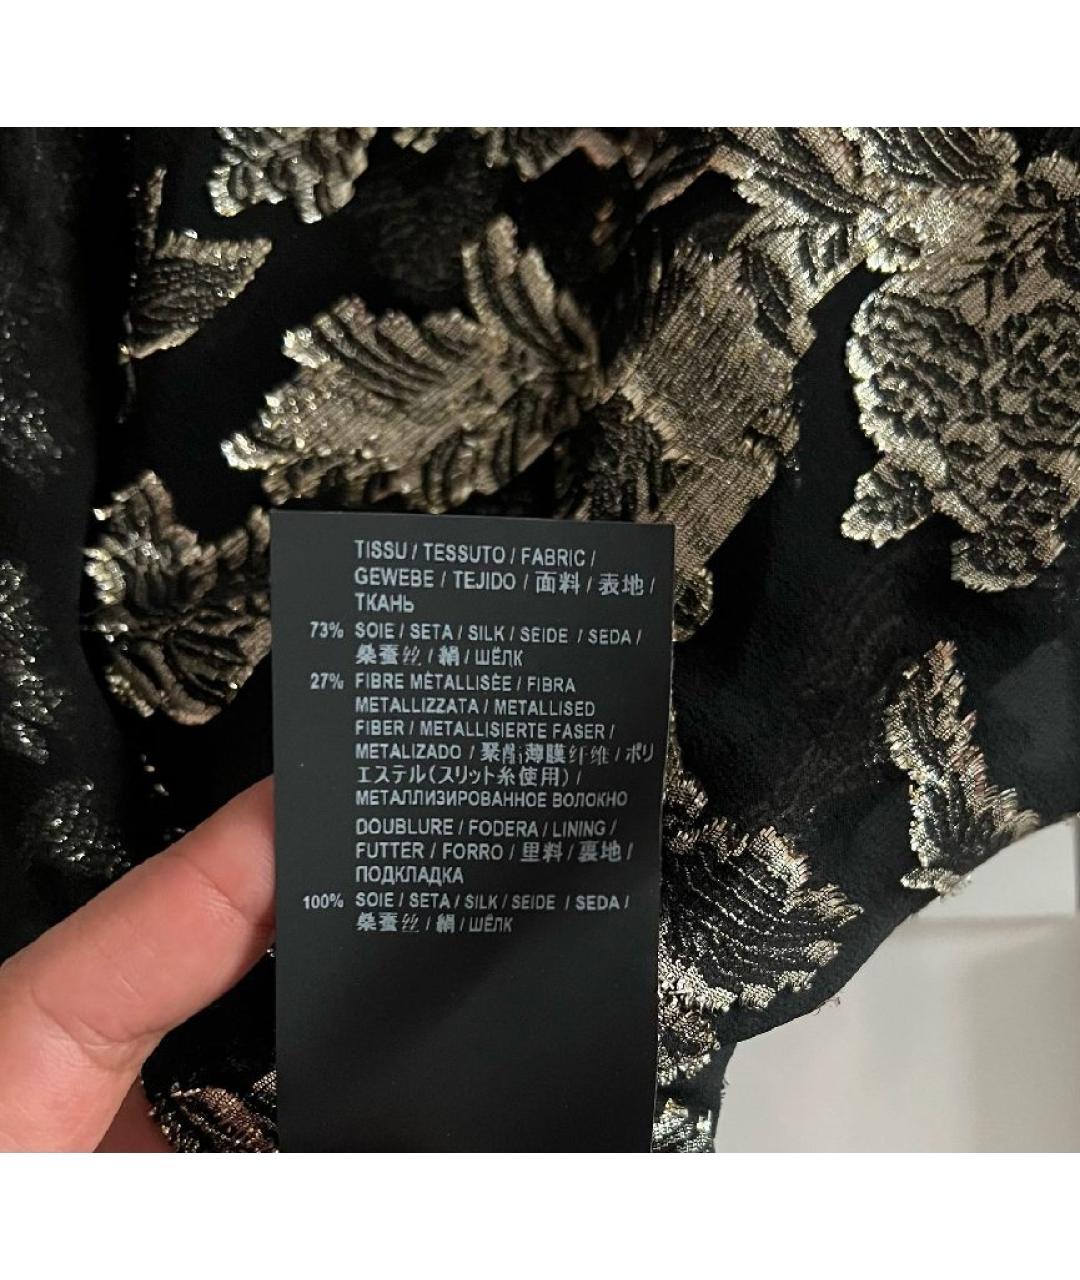 TISSU / TESSUTO / FABRIC /
GEWEBE / TEJIDO / 面料 / 表地 /
ТКАНЬ
73% SOIE / SETA / SILK / SEIDE / SEDA /
桑蚕丝 / 絹 / ШЁЛК
27% FIBRE MÉTALLISÉE / FIBRA
METALLIZZATA / METALLISED
FIBER / METALLISIERTE FASER /
METALIZADO / 聚酯薄膜纤维 / ポリ
エステル(スリット糸使用) /
МЕТАЛЛИЗИРОВАННОЕ ВОЛОКНО
DOUBLURE / FODERA / LINING /
FUTTER / FORRO / 里料 / 裏地 /
ПОДКЛАДКА
100% SOIE / SETA / SILK / SEIDE / SEDA /
桑蚕丝 / 絹 / ШЁЛК